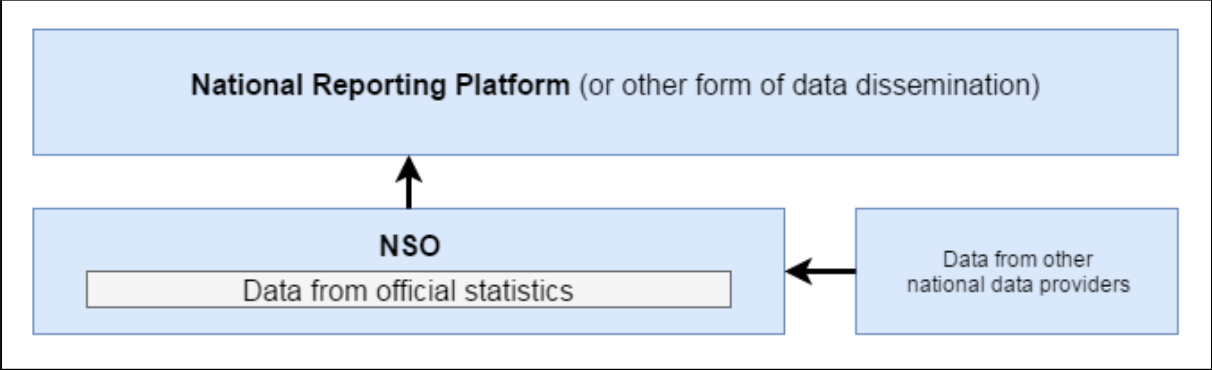 National Reporting Platform (or other form of data dissemination)
NSO
Data from official statistics
Data from other
national data providers